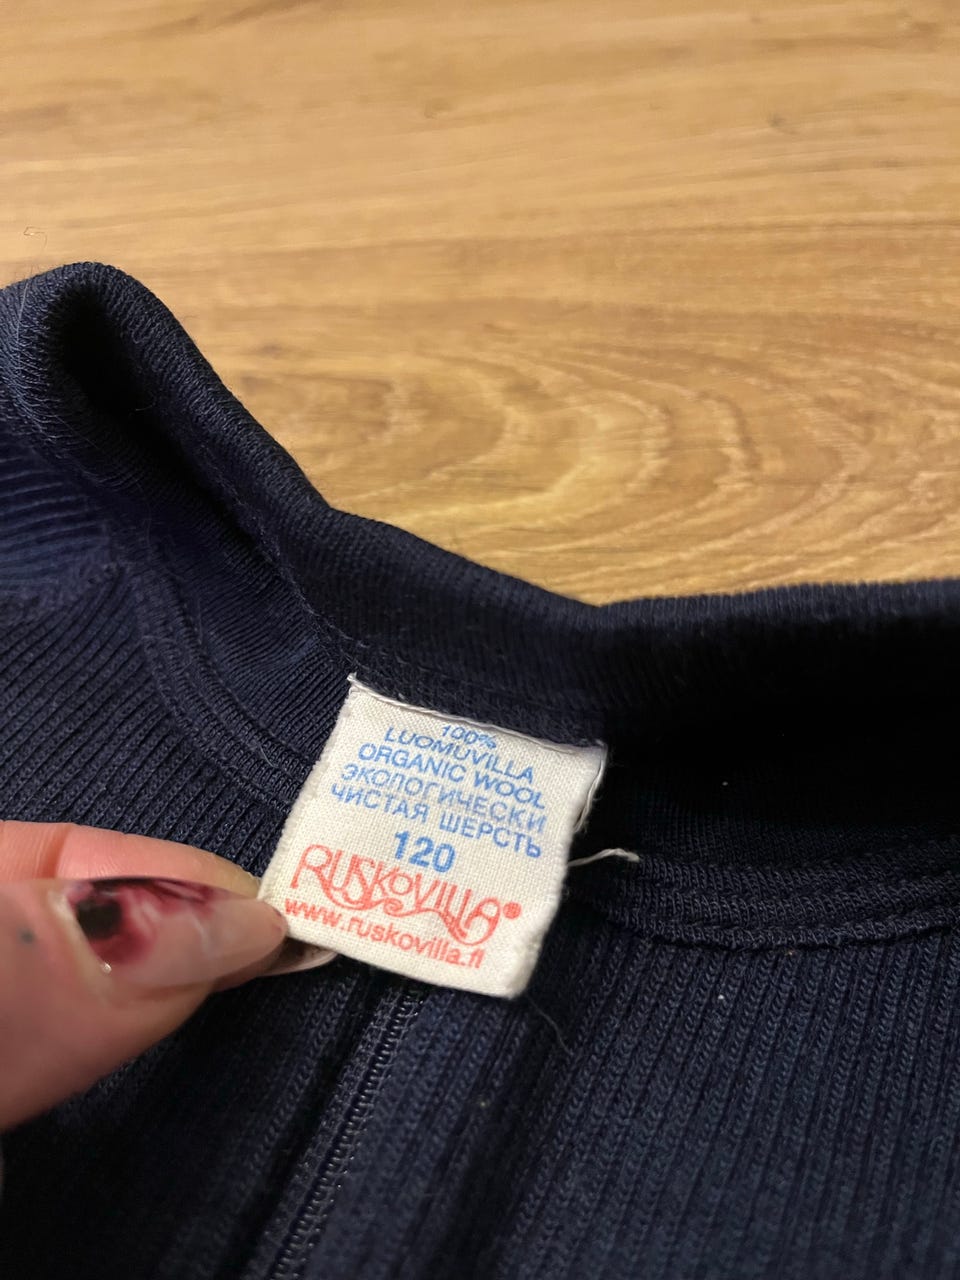 100%
LUOMUVILLA
ORGANIC WOOL
ЭКОЛОГИЧЕСКИ
ЧИСТАЯ ШЕРСТЬ
120
RUSKOVILLA®
www.ruskovilla.fi